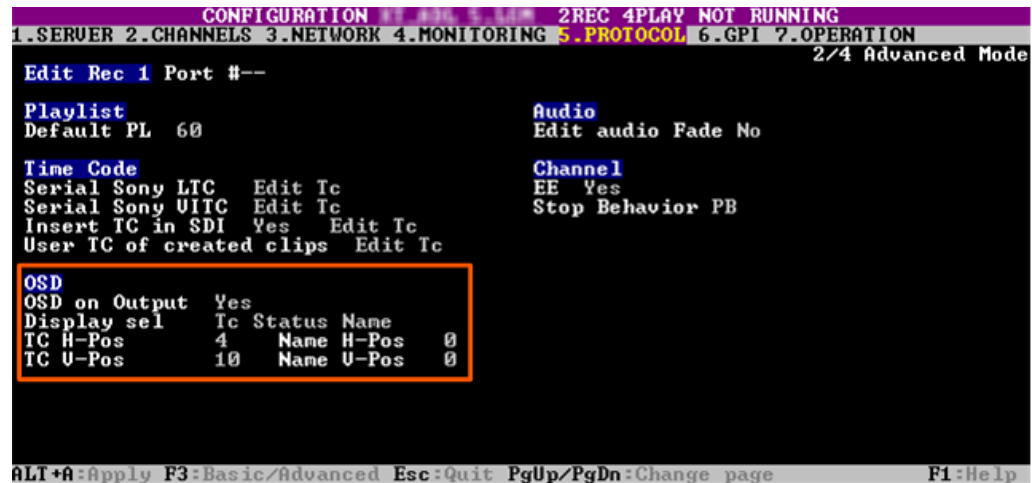 CONFIGURATION 2REC 4PLAY NOT RUNNING
1.SERVER 2.CHANNELS 3.NETWORK 4.MONITORING 5.PROTOCOL 6.GPI 7.OPERATION
2/4 Advanced Mode
Edit Rec 1 Port #--
Playlist
Default PL 60
Audio
Edit audio Fade No
Time Code
Serial Sony LTC Edit Tc
Serial Sony VITC Edit Tc
Insert TC in SDI Yes Edit Tc
User TC of created clips Edit Tc
Channel
EE Yes
Stop Behavior PB
OSD
OSD on Output Yes
Display sel Tc Status Name
TC H-Pos 4 Name H-Pos 0
TC V-Pos 10 Name V-Pos 0
ALT+A:Apply F3:Basic/Advanced Esc:Quit PgUp/PgDn:Change page F1:Help